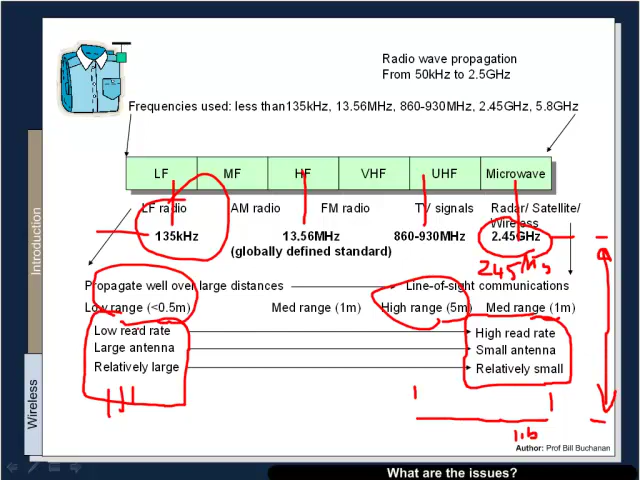 Radio wave propagation
From 50kHz to 2.5GHz
Frequencies used: less than135kHz, 13.56MHz, 860-930MHz, 2.45GHz, 5.8GHz
LF MF HF VHF UHF Microwave
LF radio AM radio FM radio TV signals Radar/ Satellite/
Wireless
135kHz 13.56MHz 860-930MHz 2.45GHz
(globally defined standard)
Propagate well over large distances Line-of-sight communications
Low range (<0.5m) Med range (1m) High range (5m) Med range (1m)
Low read rate High read rate
Large antenna Small antenna
Relatively large Relatively small
Introduction
Wireless
Author: Prof Bill Buchanan
What are the issues?